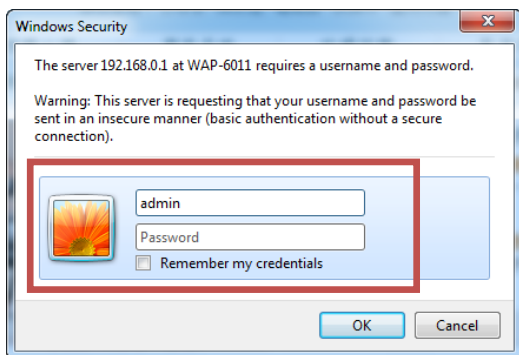 Windows Security
The server 192.168.0.1 at WAP-6011 requires a username and password.
Warning: This server is requesting that your username and password be
sent in an insecure manner (basic authentication without a secure
connection).
admin
Password
Remember my credentials
OK Cancel